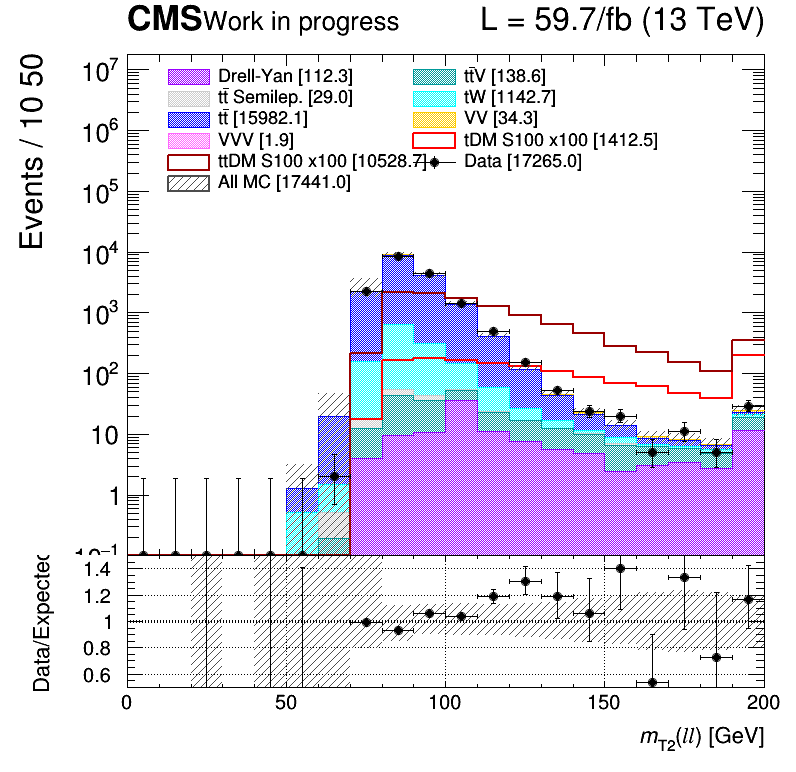 CMS Work in progress L = 59.7/fb (13 TeV)
Events / 10 50
10⁷
10⁶
10⁵
10⁴
10³
10²
10
1
10⁻¹
Drell-Yan [112.3]
tt̄V [138.6]
tt̄ Semilep. [29.0]
tW [1142.7]
tt̄ [15982.1]
VV [34.3]
VVV [1.9]
tDM S100 x100 [1412.5]
ttDM S100 x100 [10528.7]
Data [17265.0]
All MC [17441.0]
Data/Expected
1.4
1.2
1
0.8
0.6
0 50 100 150 200
m_T2(ll) [GeV]